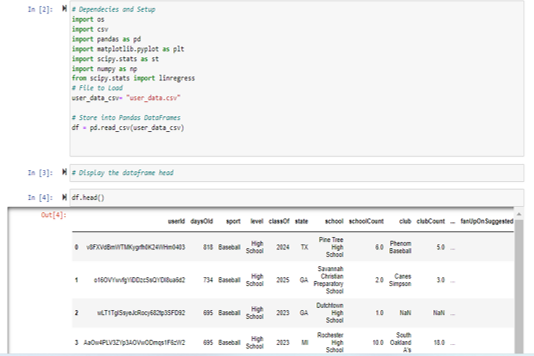 In [2]:
# Dependecies and Setup
import os
import csv
import pandas as pd
import matplotlib.pyplot as plt
import scipy.stats as st
import numpy as np
from scipy.stats import linregress
# File to Load
user_data_csv= "user_data.csv"
# Store into Pandas DataFrames
df = pd.read_csv(user_data_csv)
In [3]: # Display the dataframe head
In [4]: df.head()
Out[4]:
userId daysOld sport level classOf state school schoolCount club clubCount ... fanUpOnSuggested
0 818 Baseball High School 2024 TX Pine Tree High School 6.0 Phenom Baseball 5.0 ...
1 734 Baseball High School 2025 GA Savannah Christian Preparatory School 2.0 Canes Simpson 3.0 ...
2 695 Baseball High School 2023 GA Dutchtown High School 1.0 NaN NaN ...
3 695 Baseball High School 2023 MI Rochester High School 10.0 South Oakland A's 18.0 ...